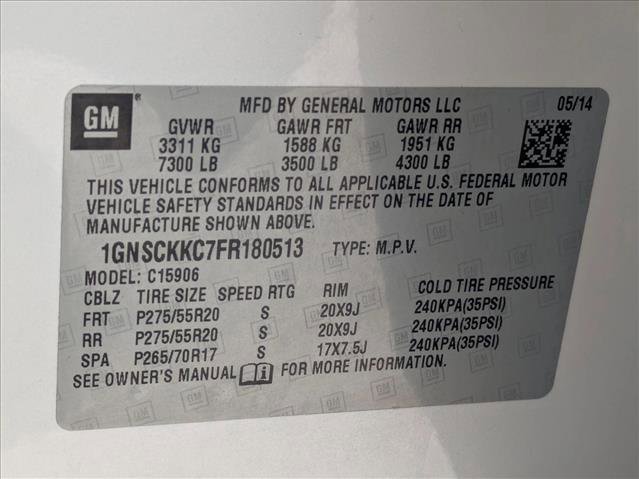 GM
MFD BY GENERAL MOTORS LLC 05/14
GVWR GAWR FRT GAWR RR
3311 KG 1588 KG 1951 KG
7300 LB 3500 LB 4300 LB
THIS VEHICLE CONFORMS TO ALL APPLICABLE U.S. FEDERAL MOTOR
VEHICLE SAFETY STANDARDS IN EFFECT ON THE DATE OF
MANUFACTURE SHOWN ABOVE.
1GNSCKKC7FR180513 TYPE: M.P.V.
MODEL: C15906
CBLZ TIRE SIZE SPEED RTG RIM COLD TIRE PRESSURE
FRT P275/55R20 S 20X9J 240KPA(35PSI)
RR P275/55R20 S 20X9J 240KPA(35PSI)
SPA P265/70R17 S 17X7.5J 240KPA(35PSI)
SEE OWNER'S MANUAL FOR MORE INFORMATION.